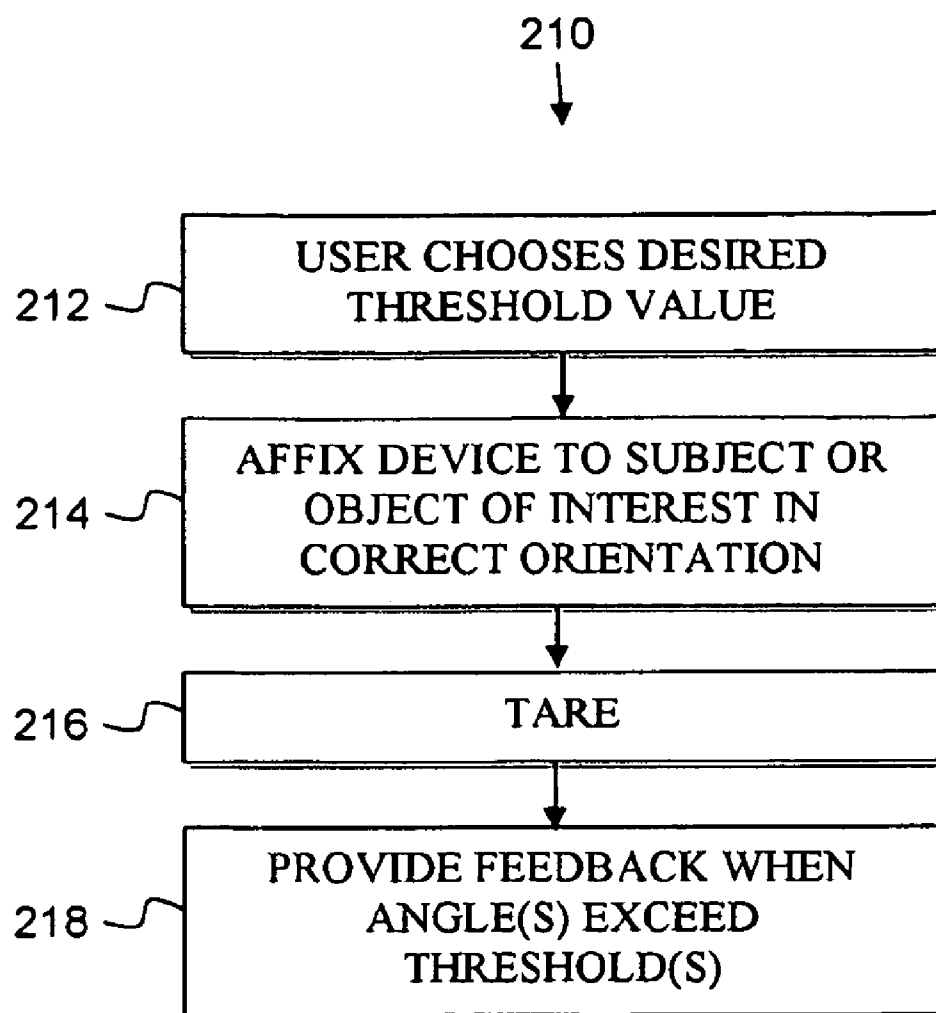 210
USER CHOOSES DESIRED
THRESHOLD VALUE
212
AFFIX DEVICE TO SUBJECT OR
OBJECT OF INTEREST IN
CORRECT ORIENTATION
214
TARE
216
PROVIDE FEEDBACK WHEN
ANGLE(S) EXCEED
THRESHOLD(S)
218